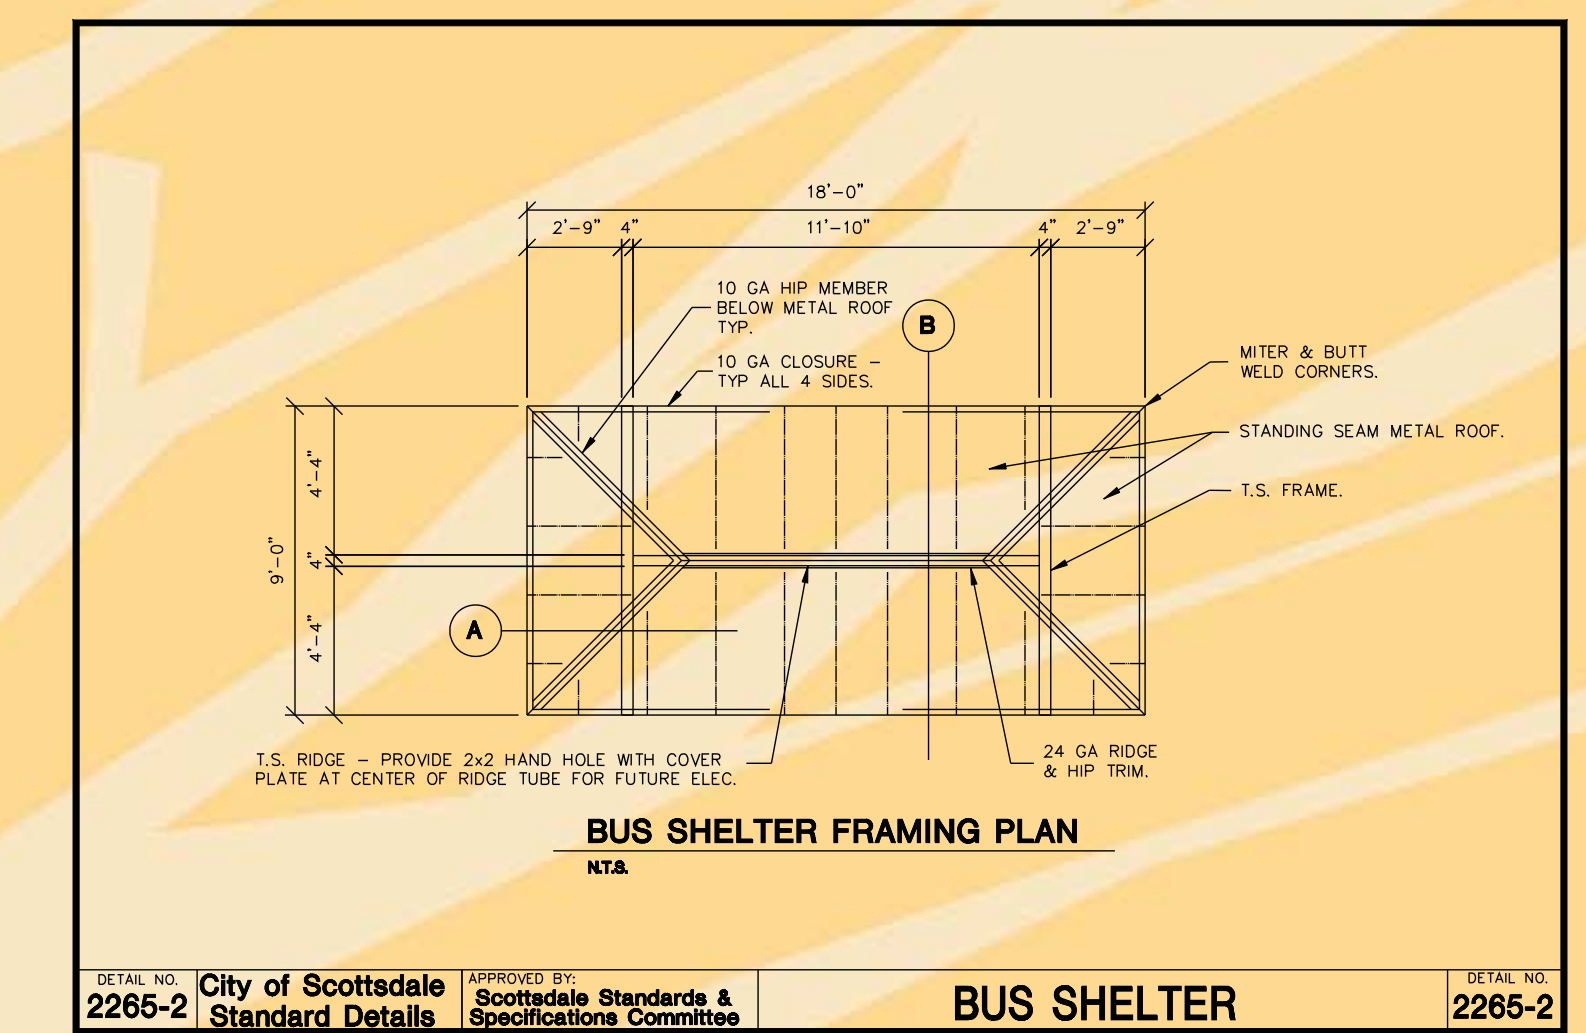 18'-0"
2'-9" 4" 11'-10" 4" 2'-9"
10 GA HIP MEMBER
BELOW METAL ROOF
TYP.
B
10 GA CLOSURE –
TYP ALL 4 SIDES.
MITER & BUTT
WELD CORNERS.
STANDING SEAM METAL ROOF.
T.S. FRAME.
4'-4"
9'-0"
4"
4'-4"
A
T.S. RIDGE – PROVIDE 2x2 HAND HOLE WITH COVER
PLATE AT CENTER OF RIDGE TUBE FOR FUTURE ELEC.
24 GA RIDGE
& HIP TRIM.
BUS SHELTER FRAMING PLAN
N.T.S.
DETAIL NO.
2265-2
City of Scottsdale
Standard Details
APPROVED BY:
Scottsdale Standards &
Specifications Committee
BUS SHELTER
DETAIL NO.
2265-2